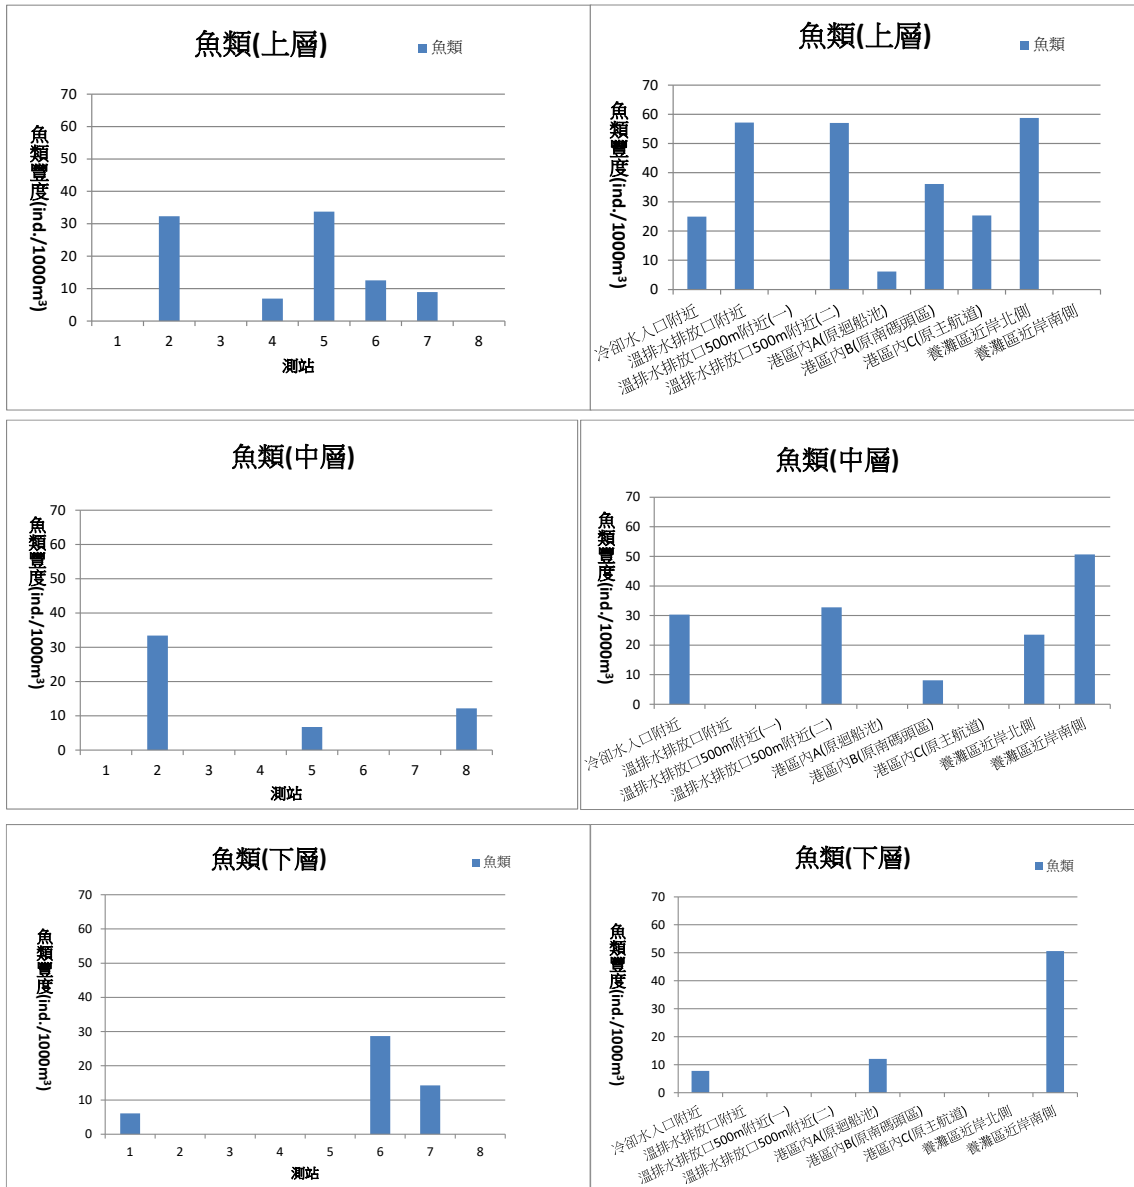 魚類(上層)
魚類
魚類豐度(ind./1000m³)
70
60
50
40
30
20
10
0
1 2 3 4 5 6 7 8
測站
魚類(上層)
魚類
魚類豐度(ind./1000m³)
70
60
50
40
30
20
10
0
冷卻水入口附近
溫排水排放口附近
溫排水排放口500m附近(一)
溫排水排放口500m附近(二)
港區內A(原迴船池)
港區內B(原南碼頭區)
港區內C(原主航道)
養灘區近岸北側
養灘區近岸南側
魚類(中層)
魚類豐度(ind./1000m³)
70
60
50
40
30
20
10
0
1 2 3 4 5 6 7 8
測站
魚類(中層)
魚類豐度(ind./1000m³)
70
60
50
40
30
20
10
0
冷卻水入口附近
溫排水排放口附近
溫排水排放口500m附近(一)
溫排水排放口500m附近(二)
港區內A(原迴船池)
港區內B(原南碼頭區)
港區內C(原主航道)
養灘區近岸北側
養灘區近岸南側
魚類(下層)
魚類
魚類豐度(ind./1000m³)
70
60
50
40
30
20
10
0
1 2 3 4 5 6 7 8
測站
魚類(下層)
魚類
魚類豐度(ind./1000m³)
70
60
50
40
30
20
10
0
冷卻水入口附近
溫排水排放口附近
溫排水排放口500m附近(一)
溫排水排放口500m附近(二)
港區內A(原迴船池)
港區內B(原南碼頭區)
港區內C(原主航道)
養灘區近岸北側
養灘區近岸南側